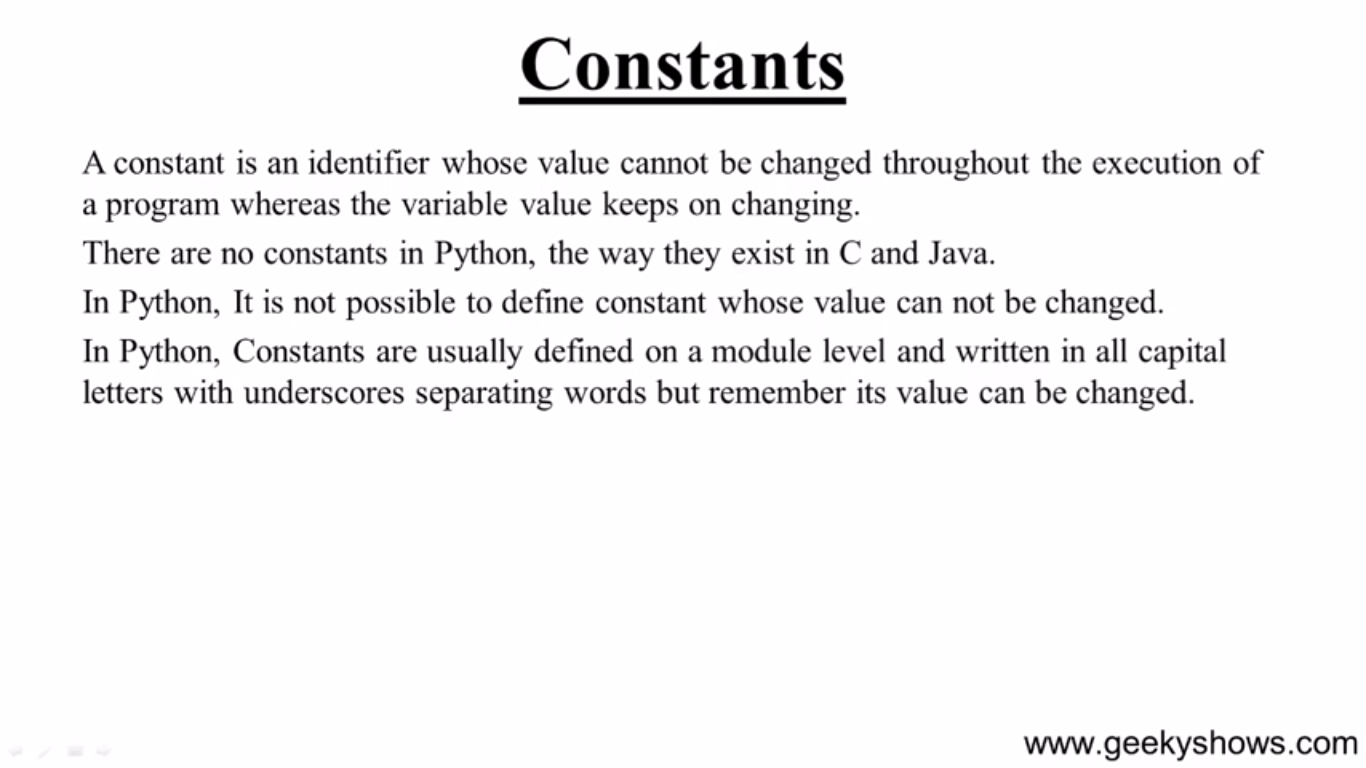 Constants
A constant is an identifier whose value cannot be changed throughout the execution of
a program whereas the variable value keeps on changing.
There are no constants in Python, the way they exist in C and Java.
In Python, It is not possible to define constant whose value can not be changed.
In Python, Constants are usually defined on a module level and written in all capital
letters with underscores separating words but remember its value can be changed.
www.geekyshows.com